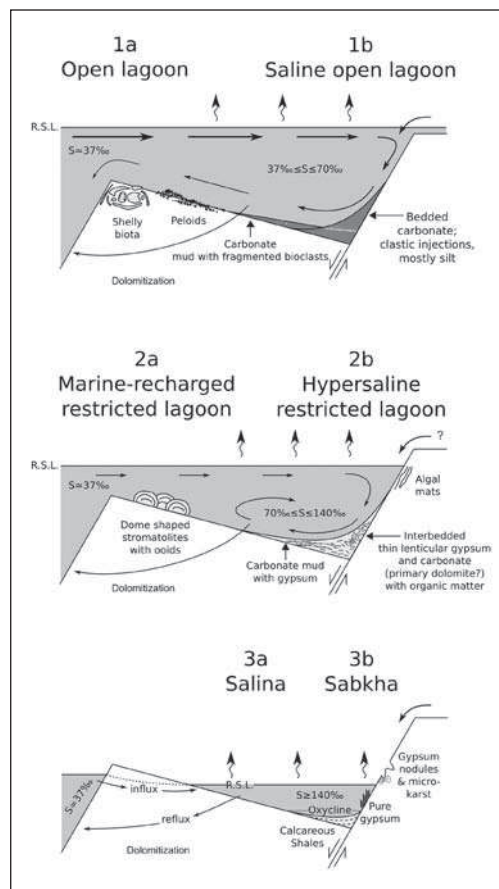 1a
Open lagoon
1b
Saline open lagoon
R.S.L.
S=37‰
37‰≤S≤70‰
Shelly
biota
Peloids
Carbonate
mud with fragmented bioclasts
Bedded
carbonate;
clastic injections,
mostly silt
Dolomitization
2a
Marine-recharged
restricted lagoon
2b
Hypersaline
restricted lagoon
?
R.S.L.
S=37‰
Algal
mats
70‰≤S≤140‰
Dome shaped
stromatolites
with ooids
Carbonate mud
with gypsum
Interbedded
thin lenticular gypsum
and carbonate
(primary dolomite?)
with organic matter
Dolomitization
3a
Salina
3b
Sabkha
Gypsum
nodules
& micro-
karst
S=37‰
influx
R.S.L.
S≥140‰
Oxycline
Pure
gypsum
reflux
Calcareous
Shales
Dolomitization